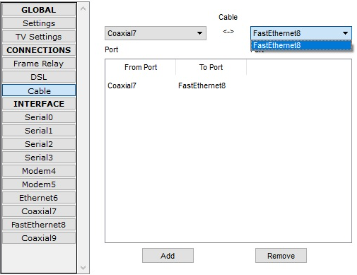 GLOBAL
Settings
TV Settings
CONNECTIONS
Frame Relay
DSL
Cable
INTERFACE
Serial0
Serial1
Serial2
Serial3
Modem4
Modem5
Ethernet6
Coaxial7
FastEthernet8
Coaxial9
Cable
Coaxial7 <-> FastEthernet8
FastEthernet8
Port
From Port To Port
Coaxial7 FastEthernet8
Add Remove